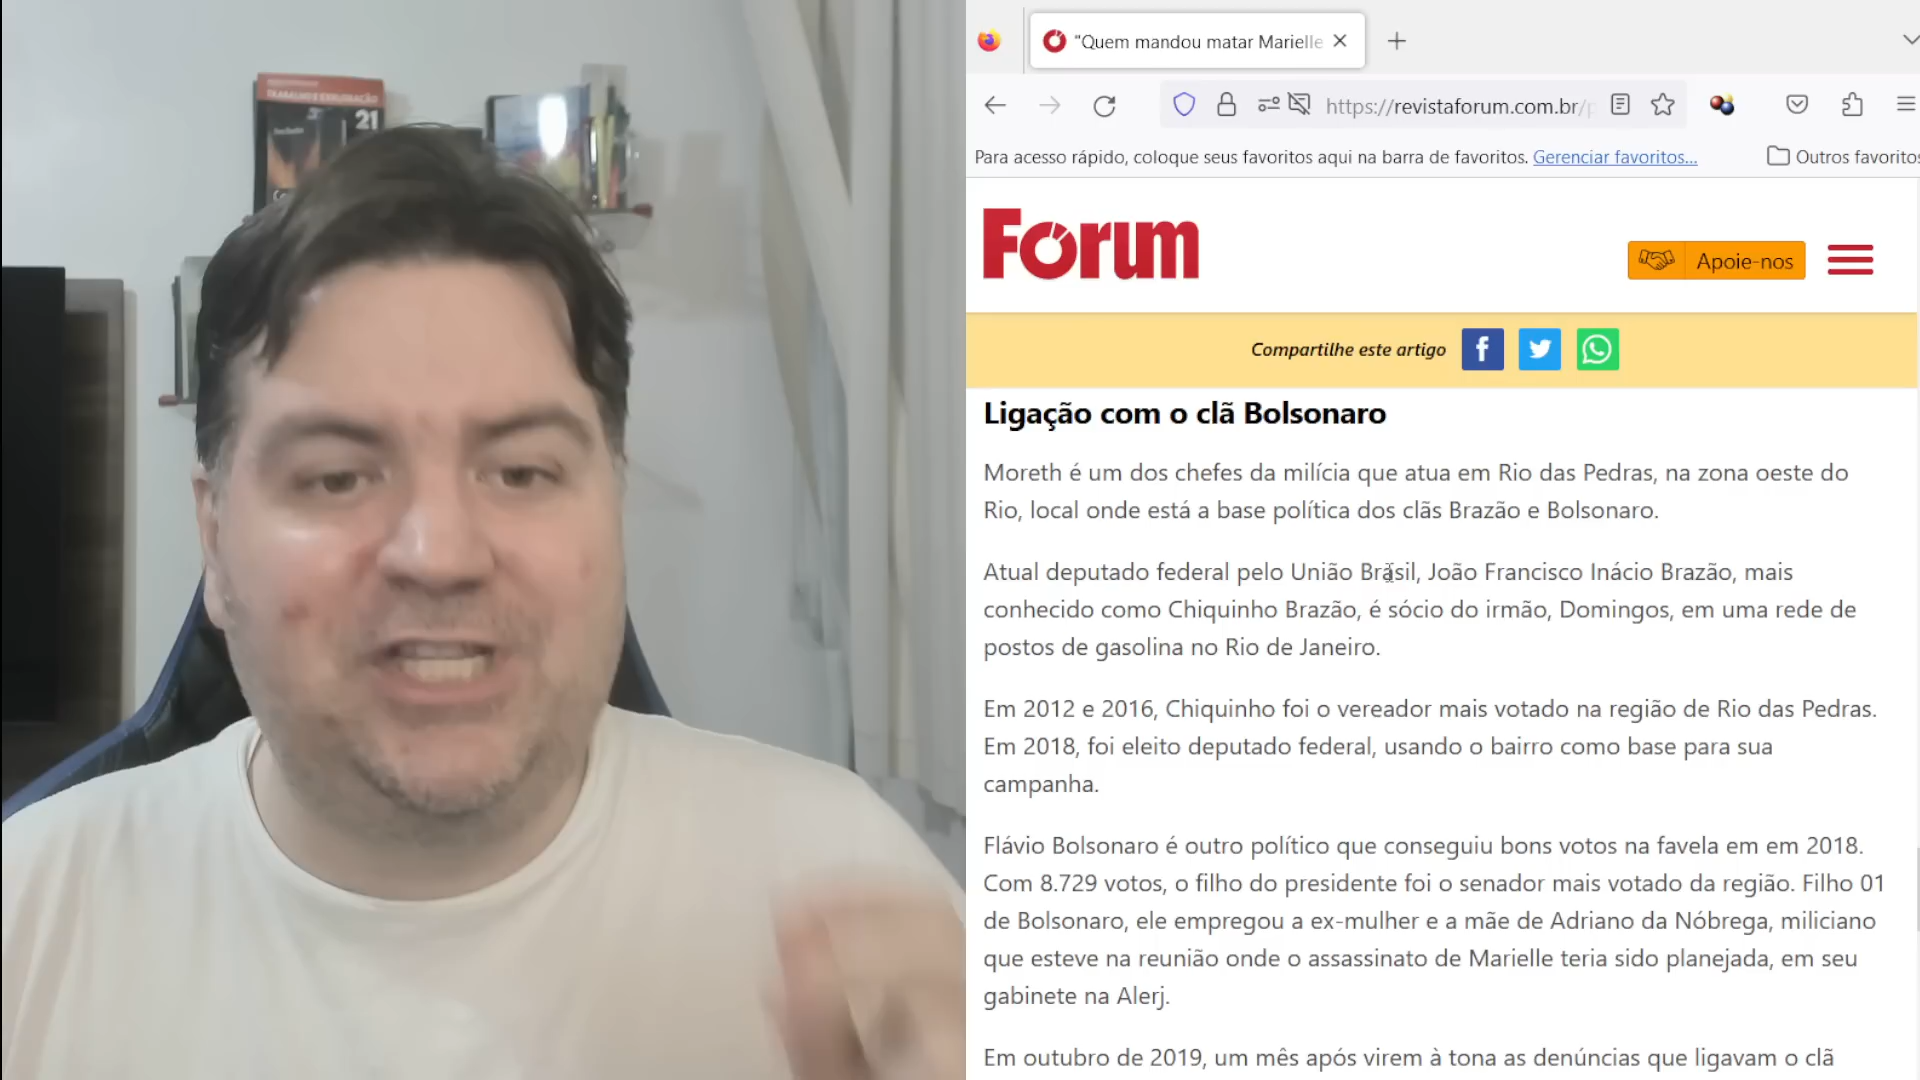 TRABALHO E EXPLORAÇÃO
21
"Quem mandou matar Marielle
https://revistaforum.com.br/p
Para acesso rápido, coloque seus favoritos aqui na barra de favoritos. Gerenciar favoritos...
Outros favoritos
Fórum
Apoie-nos
Compartilhe este artigo
Ligação com o clã Bolsonaro
Moreth é um dos chefes da milícia que atua em Rio das Pedras, na zona oeste do
Rio, local onde está a base política dos clãs Brazão e Bolsonaro.
Atual deputado federal pelo União Brasil, João Francisco Inácio Brazão, mais
conhecido como Chiquinho Brazão, é sócio do irmão, Domingos, em uma rede de
postos de gasolina no Rio de Janeiro.
Em 2012 e 2016, Chiquinho foi o vereador mais votado na região de Rio das Pedras.
Em 2018, foi eleito deputado federal, usando o bairro como base para sua
campanha.
Flávio Bolsonaro é outro político que conseguiu bons votos na favela em em 2018.
Com 8.729 votos, o filho do presidente foi o senador mais votado da região. Filho 01
de Bolsonaro, ele empregou a ex-mulher e a mãe de Adriano da Nóbrega, miliciano
que esteve na reunião onde o assassinato de Marielle teria sido planejada, em seu
gabinete na Alerj.
Em outubro de 2019, um mês após virem à tona as denúncias que ligavam o clã